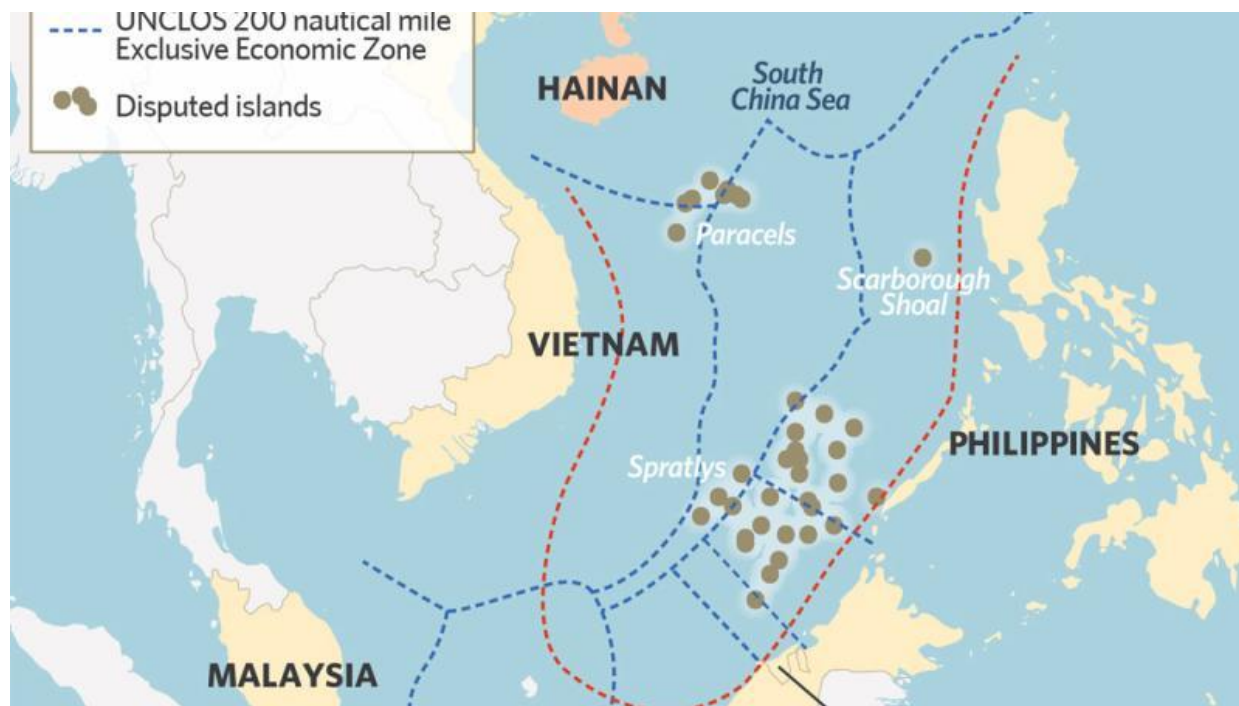 UNCLOS 200 nautical mile
Exclusive Economic Zone
Disputed islands
HAINAN
South
China Sea
Paracels
Scarborough
Shoal
VIETNAM
Spratlys
PHILIPPINES
MALAYSIA